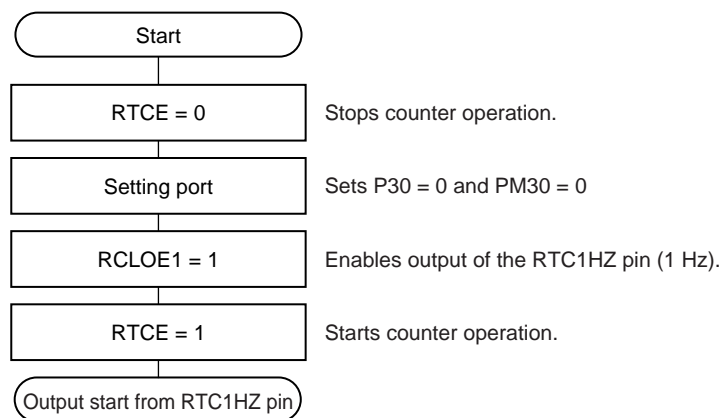 Start
RTCE = 0
Stops counter operation.
Setting port
Sets P30 = 0 and PM30 = 0
RCLOE1 = 1
Enables output of the RTC1HZ pin (1 Hz).
RTCE = 1
Starts counter operation.
Output start from RTC1HZ pin